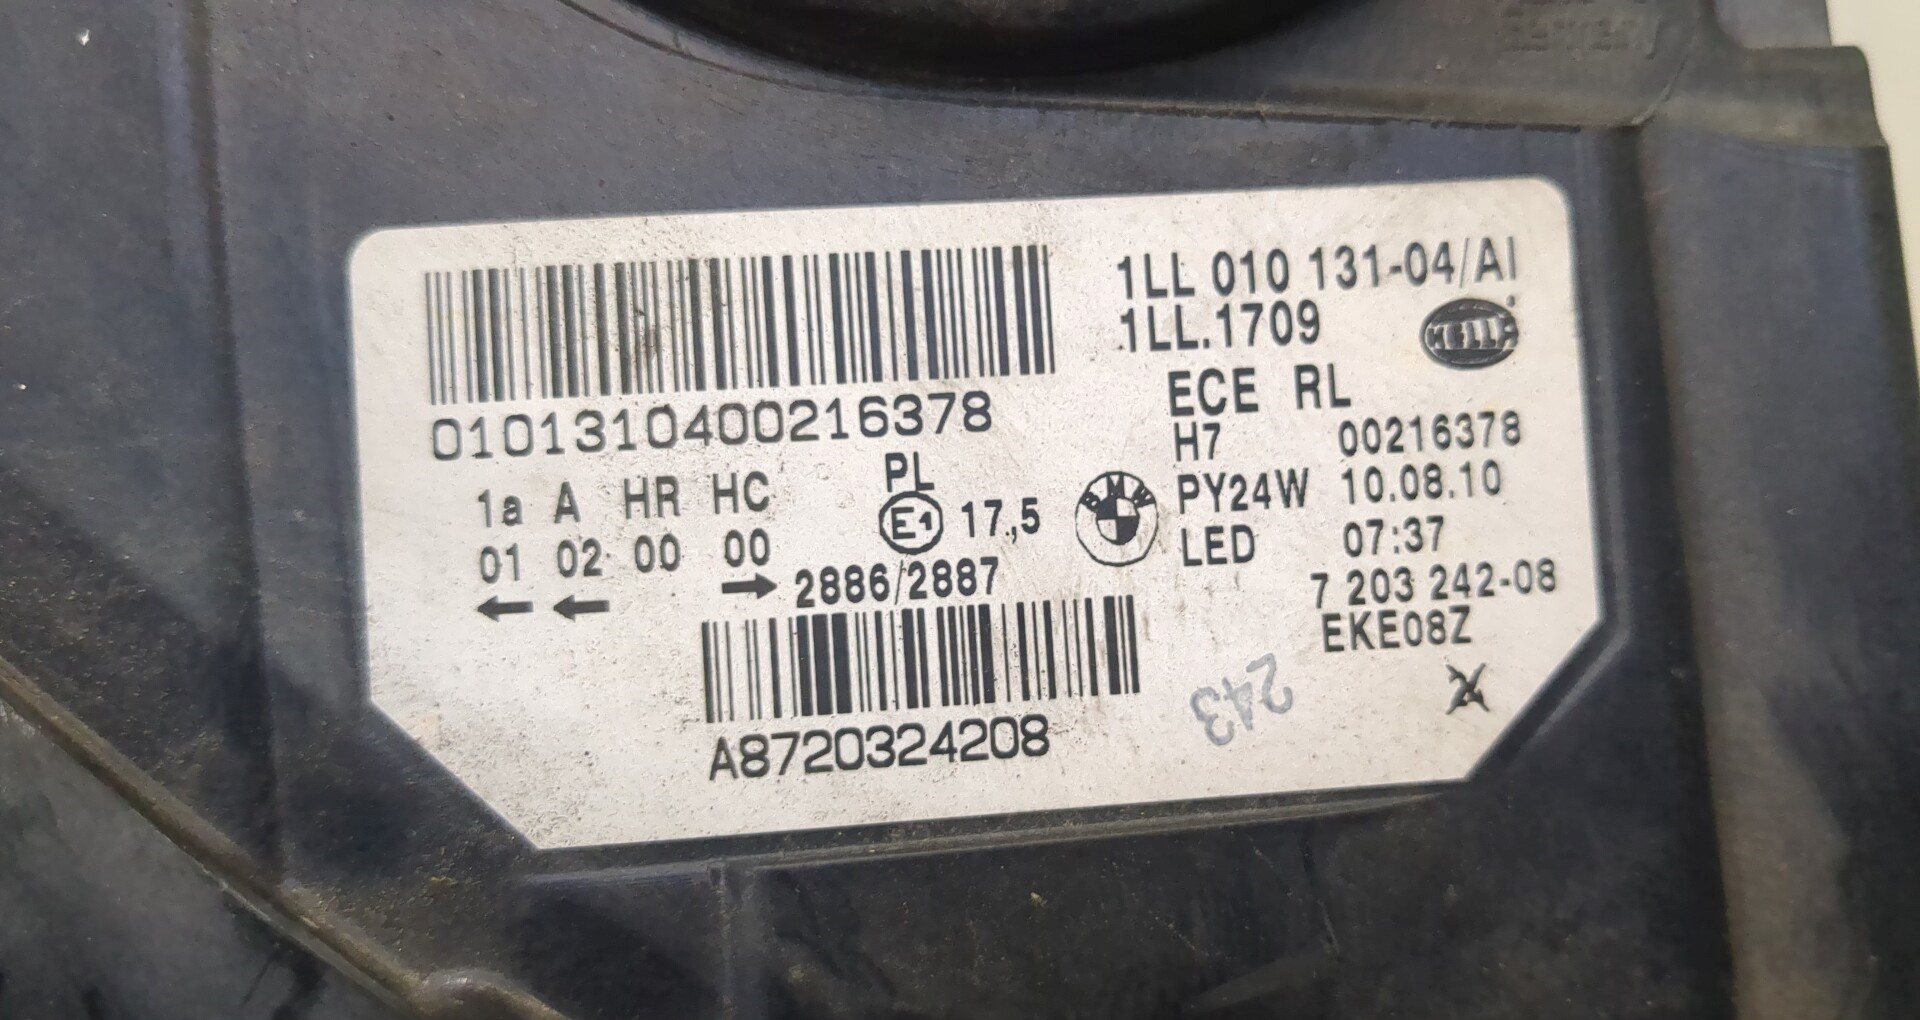 1LL 010 131-04/AI
1LL.1709
HELLA
ECE RL
0101310400216378
H7 00216378
PL
1a A HR HC
E1 17,5
BMW
PY24W 10.08.10
01 02 00 00
LED 07:37
2886/2887
7 203 242-08
EKE08Z
243
A8720324208